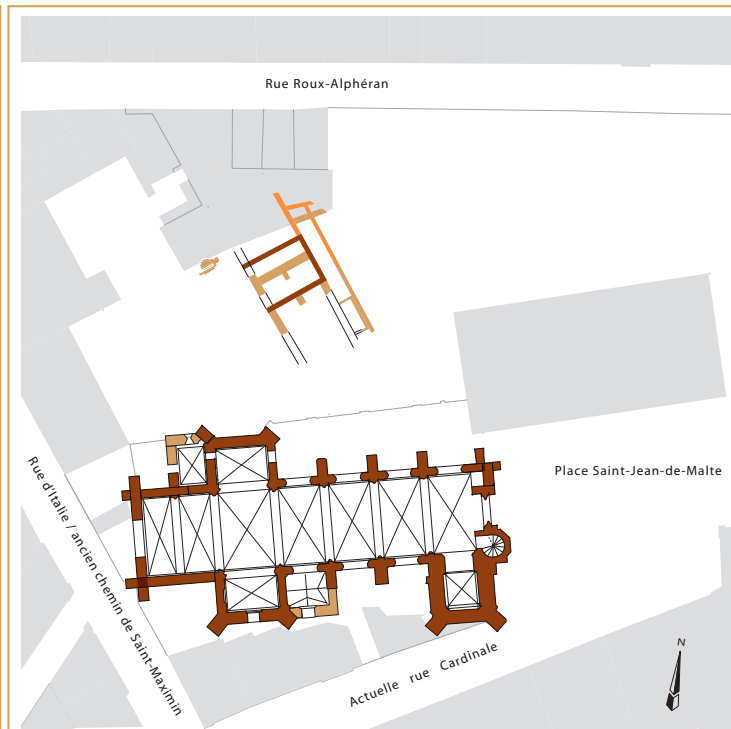 Rue Roux-Alphéran
Place Saint-Jean-de-Malte
Rue d'Italie / ancien chemin de Saint-Maximin
Actuelle rue Cardinale
N